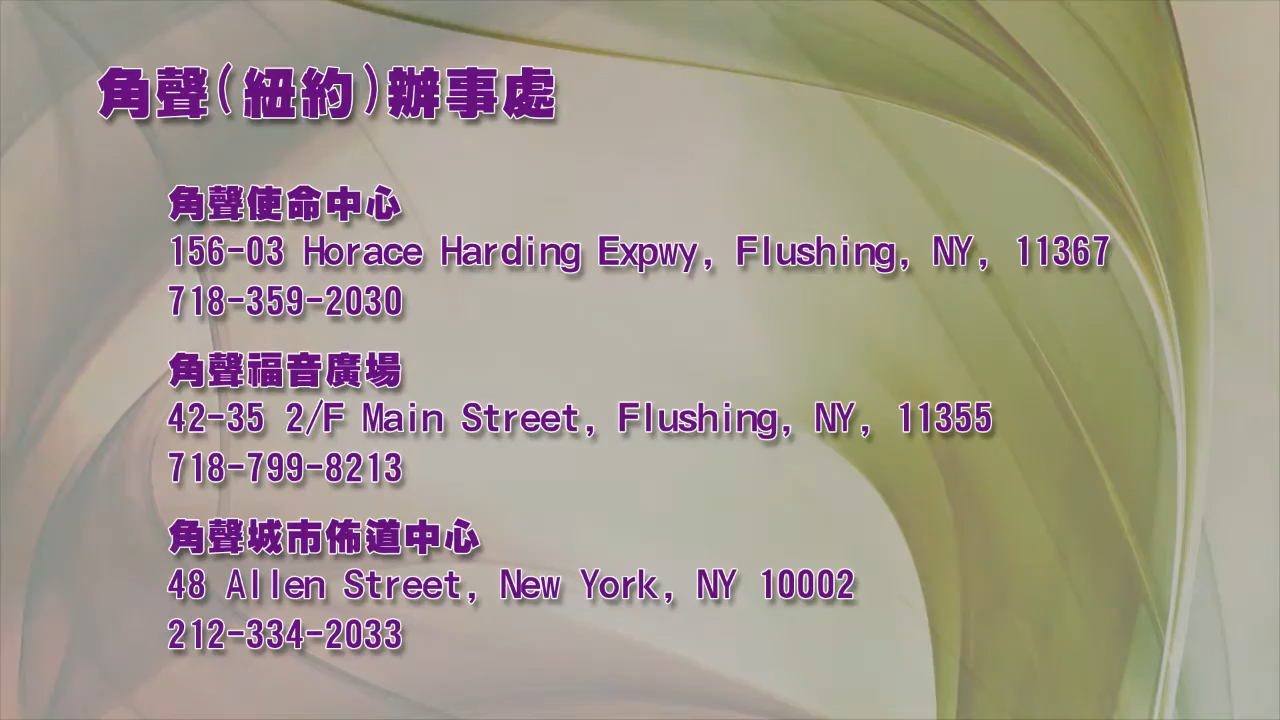 角聲(紐約)辦事處
角聲使命中心
156-03 Horace Harding Expwy, Flushing, NY, 11367
718-359-2030
角聲福音廣場
42-35 2/F Main Street, Flushing, NY, 11355
718-799-8213
角聲城市佈道中心
48 Allen Street, New York, NY 10002
212-334-2033